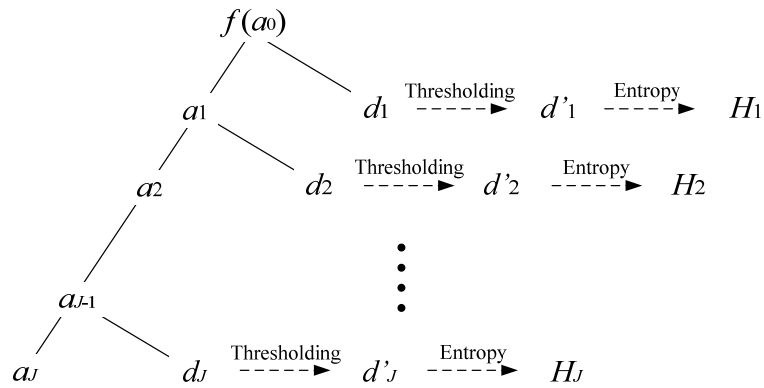 f(a0)
Thresholding Entropy
a1 d1 d'1 H1
Thresholding Entropy
a2 d2 d'2 H2
aJ-1
Thresholding Entropy
aJ dJ d'J HJ